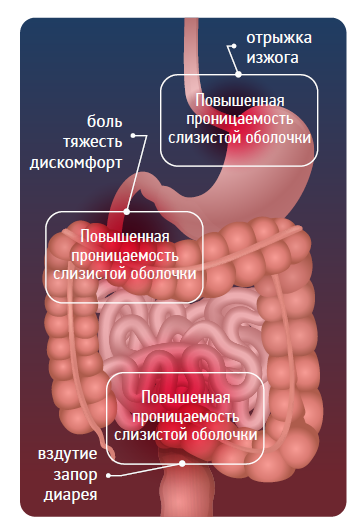 отрыжка
изжога
Повышенная
проницаемость
слизистой оболочки
боль
тяжесть
дискомфорт
Повышенная
проницаемость
слизистой оболочки
Повышенная
проницаемость
слизистой оболочки
вздутие
запор
диарея